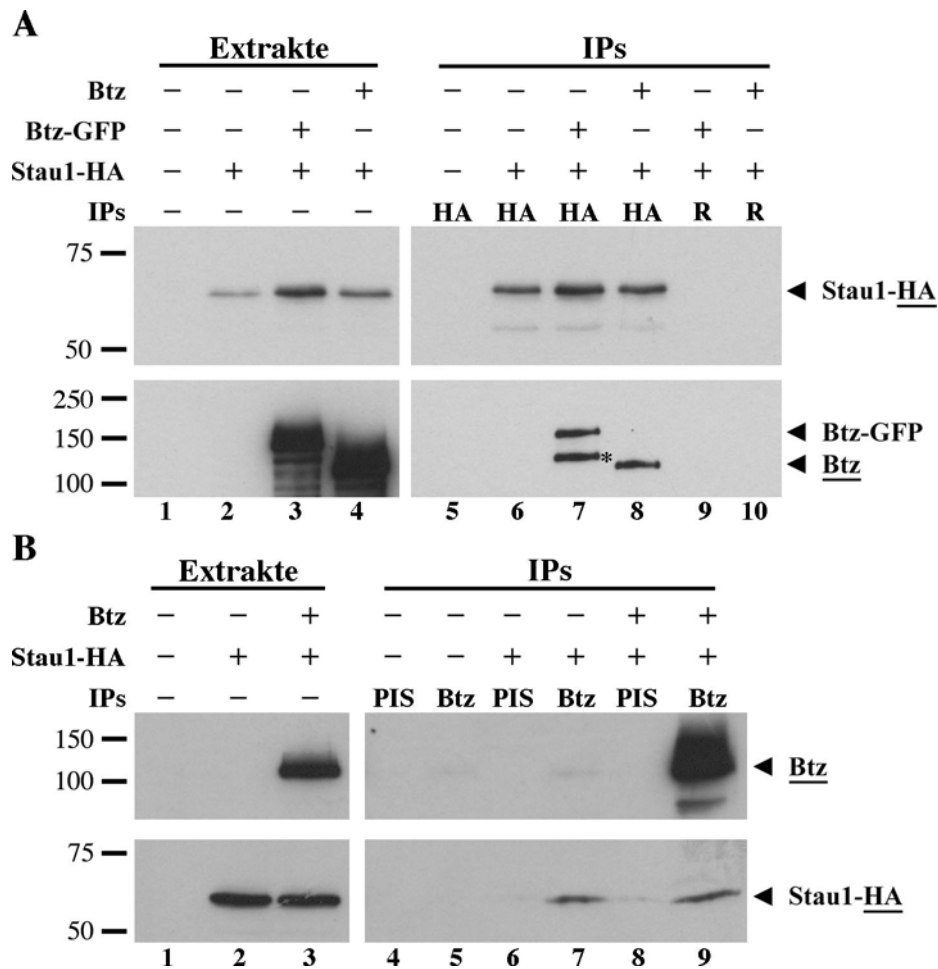 A
Extrakte IPs
Btz – – – + – – – + – +
Btz-GFP – – + – – – + – + –
Stau1-HA – + + + – + + + + +
IPs – – – – HA HA HA HA R R
75
50
Stau1-HA
250
150
100
Btz-GFP
*
Btz
1 2 3 4 5 6 7 8 9 10
B
Extrakte IPs
Btz – – + – – – – + +
Stau1-HA – + + – – + + + +
IPs – – – PIS Btz PIS Btz PIS Btz
150
100
Btz
75
50
Stau1-HA
1 2 3 4 5 6 7 8 9